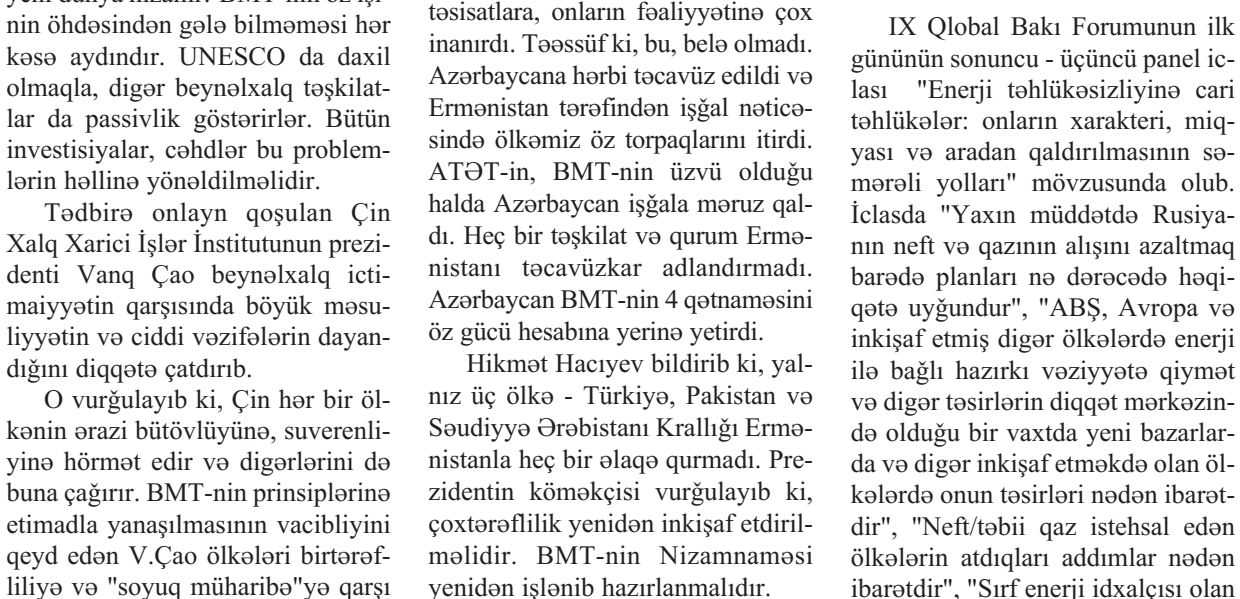 nin öhdəsindən gələ bilməməsi hər
kəsə aydındır. UNESCO da daxil
olmaqla, digər beynəlxalq təşkilat-
lar da passivlik göstərirlər. Bütün
investisiyalar, cəhdlər bu problem-
lərin həllinə yönəldilməlidir.
Tədbirə onlayn qoşulan Çin
Xalq Xarici İşlər İnstitutunun prezi-
denti Vanq Çao beynəlxalq icti-
maiyyətin qarşısında böyük məsu-
liyyətin və ciddi vəzifələrin dayan-
dığını diqqətə çatdırıb.
O vurğulayıb ki, Çin hər bir öl-
kənin ərazi bütövlüyünə, suverenli-
yinə hörmət edir və digərlərini də
buna çağırır. BMT-nin prinsiplərinə
etimadla yanaşılmasının vacibliyini
qeyd edən V.Çao ölkələri birtərəf-
liliyə və "soyuq müharibə"yə qarşı
təsisatlara, onların fəaliyyətinə çox
inanırdı. Təəssüf ki, bu, belə olmadı.
Azərbaycana hərbi təcavüz edildi və
Ermənistan tərəfindən işğal nəticə-
sində ölkəmiz öz torpaqlarını itirdi.
ATƏT-in, BMT-nin üzvü olduğu
halda Azərbaycan işğala məruz qal-
dı. Heç bir təşkilat və qurum Ermə-
nistanı təcavüzkar adlandırmadı.
Azərbaycan BMT-nin 4 qətnaməsini
öz gücü hesabına yerinə yetirdi.
Hikmət Hacıyev bildirib ki, yal-
nız üç ölkə - Türkiyə, Pakistan və
Səudiyyə Ərəbistanı Krallığı Ermə-
nistanla heç bir əlaqə qurmadı. Pre-
zidentin köməkçisi vurğulayıb ki,
çoxtərəflilik yenidən inkişaf etdiril-
məlidir. BMT-nin Nizamnaməsi
yenidən işlənib hazırlanmalıdır.
IX Qlobal Bakı Forumunun ilk
gününün sonuncu - üçüncü panel ic-
lası "Enerji təhlükəsizliyinə cari
təhlükələr: onların xarakteri, miq-
yası və aradan qaldırılmasının sə-
mərəli yolları" mövzusunda olub.
İclasda "Yaxın müddətdə Rusiya-
nın neft və qazının alışını azaltmaq
barədə planları nə dərəcədə həqi-
qətə uyğundur", "ABŞ, Avropa və
inkişaf etmiş digər ölkələrdə enerji
ilə bağlı hazırkı vəziyyətə qiymət
və digər təsirlərin diqqət mərkəzin-
də olduğu bir vaxtda yeni bazarlar-
da və digər inkişaf etməkdə olan öl-
kələrdə onun təsirləri nədən ibarət-
dir", "Neft/təbii qaz istehsal edən
ölkələrin atdıqları addımlar nədən
ibarətdir", "Sırf enerji idxalçısı olan